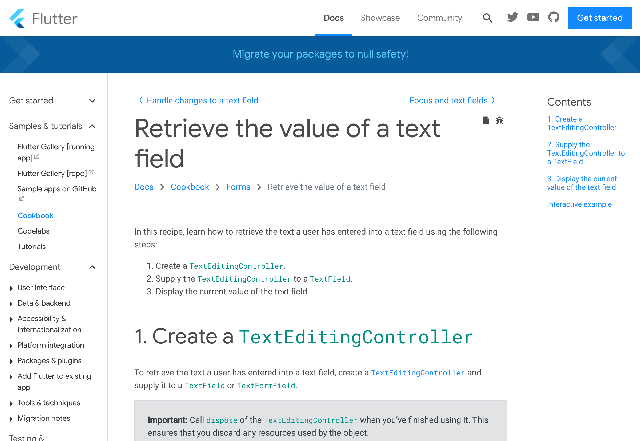 Flutter
Docs
Showcase
Community
Get started
Migrate your packages to null safety!
Get started
Samples & tutorials
Flutter Gallery [running
app]
Flutter Gallery [repo]
Sample apps on GitHub
Cookbook
Codelabs
Tutorials
Development
User interface
Data & backend
Accessibility &
internationalization
Platform integration
Packages & plugins
Add Flutter to existing
app
Tools & techniques
Migration notes
Testing &
〈 Handle changes to a text field
Focus and text fields 〉
Retrieve the value of a text
field
Docs > Cookbook > Forms > Retrieve the value of a text field
In this recipe, learn how to retrieve the text a user has entered into a text field using the following
steps:
1. Create a TextEditingController.
2. Supply the TextEditingController to a TextField.
3. Display the current value of the text field.
1. Create a TextEditingController
To retrieve the text a user has entered into a text field, create a TextEditingController and
supply it to a TextField or TextFormField.
Important: Call dispose of the TextEditingController when you've finished using it. This
ensures that you discard any resources used by the object.
Contents
1. Create a
TextEditingController
2. Supply the
TextEditingController to
a TextField
3. Display the current
value of the text field
Interactive example